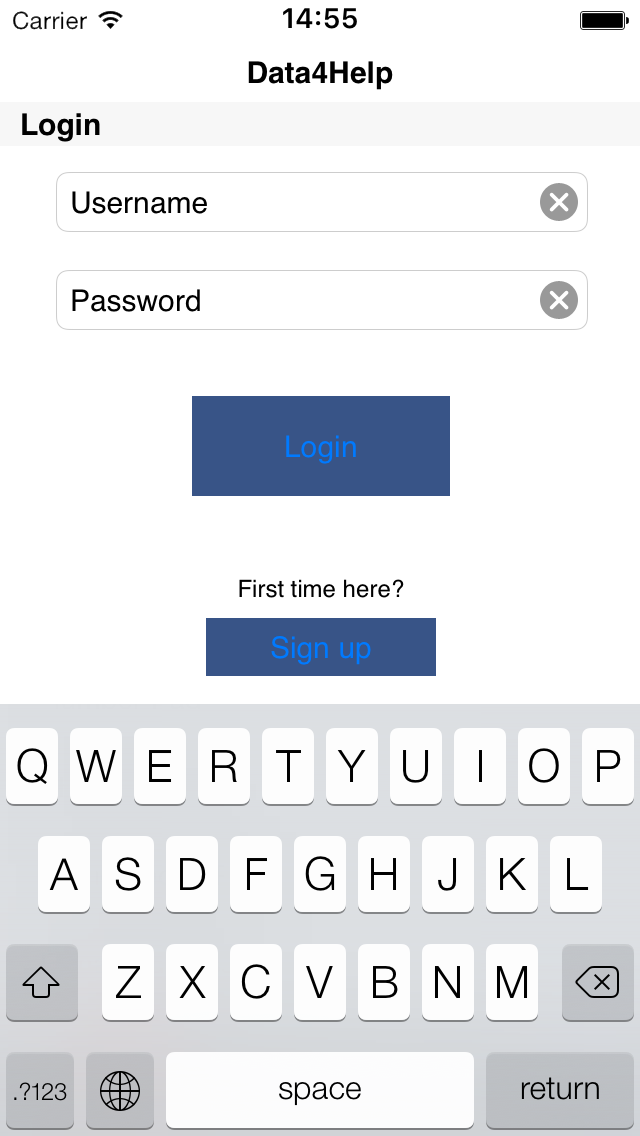 Carrier 14:55
Data4Help
Login
Username
Password
Login
First time here?
Sign up
Q W E R T Y U I O P
A S D F G H J K L
Z X C V B N M
.?123 space return